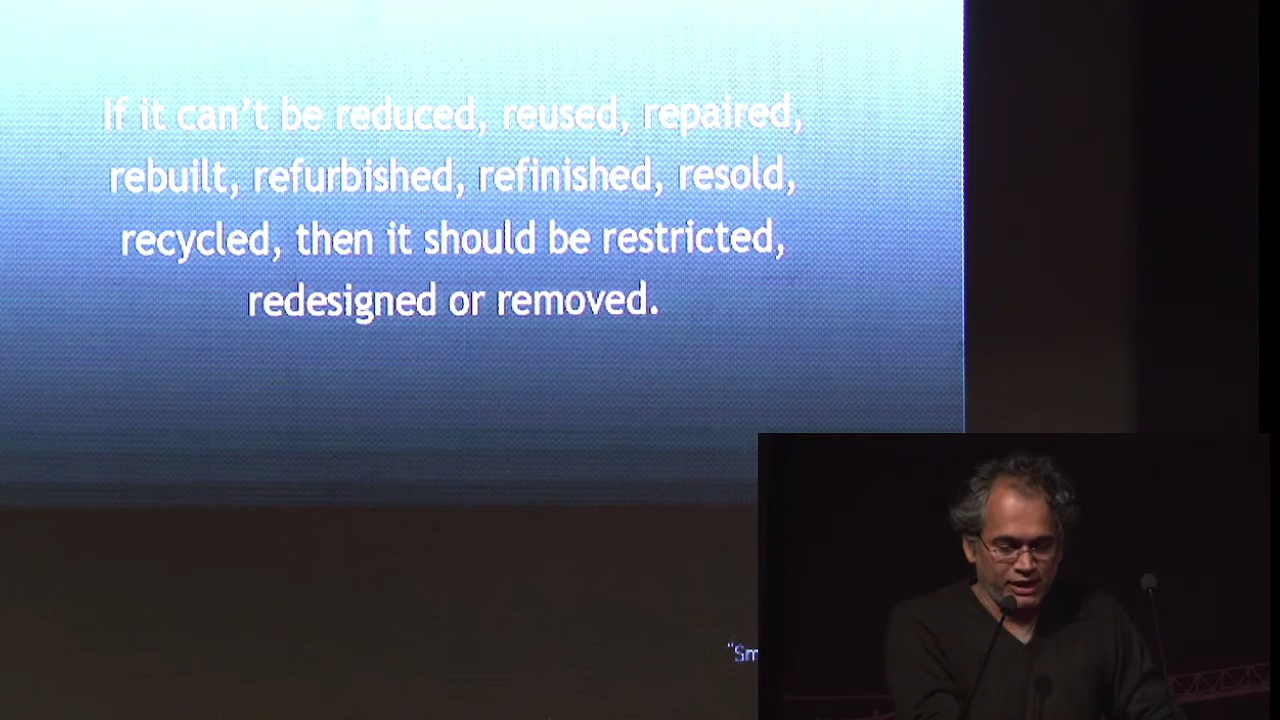 If it can't be reduced, reused, repaired,
rebuilt, refurbished, refinished, resold,
recycled, then it should be restricted,
redesigned or removed.
"Sm